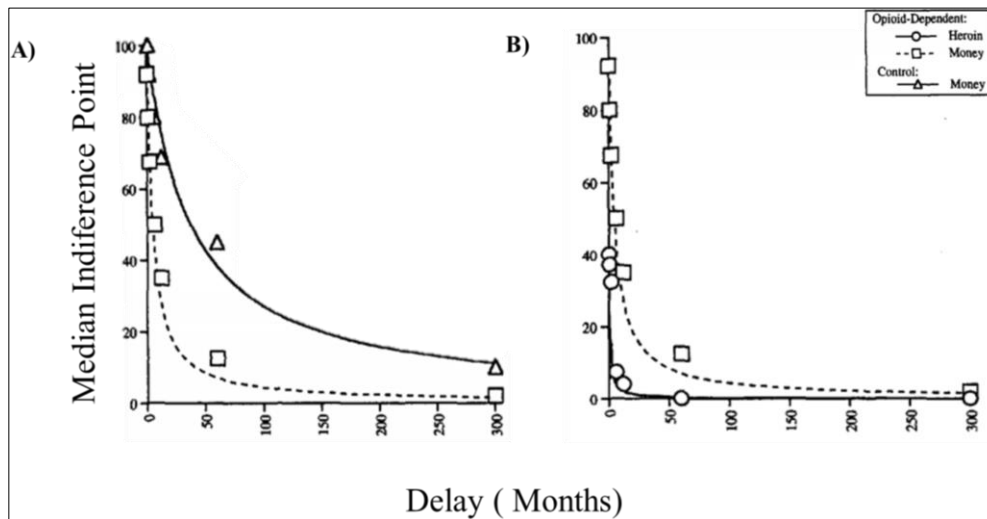 A)
Median Indiference Point
100
80
60
40
20
0
0
50
100
150
200
250
300
B)
100
80
60
40
20
0
0
50
100
150
200
250
300
Opioid-Dependent:
Heroin
Money
Control:
Money
Delay ( Months)